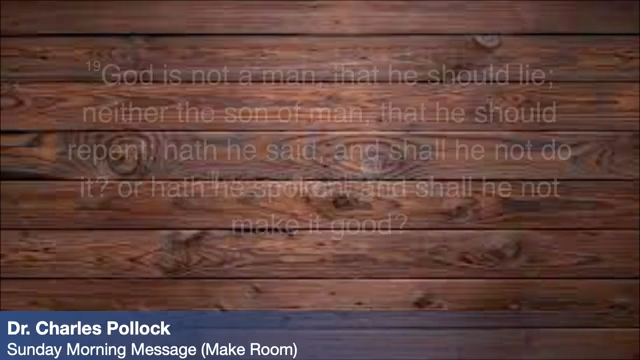 ¹⁹God is not a man, that he should lie;
neither the son of man, that he should
repent: hath he said, and shall he not do
it? or hath he spoken, and shall he not
make it good?
Dr. Charles Pollock
Sunday Morning Message (Make Room)